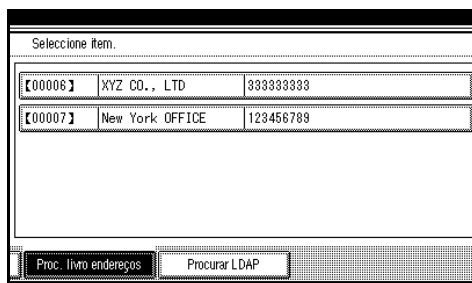 Seleccione item.
【00006】 XYZ CO., LTD 333333333
【00007】 New York OFFICE 123456789
Proc. livro endereços Procurar LDAP